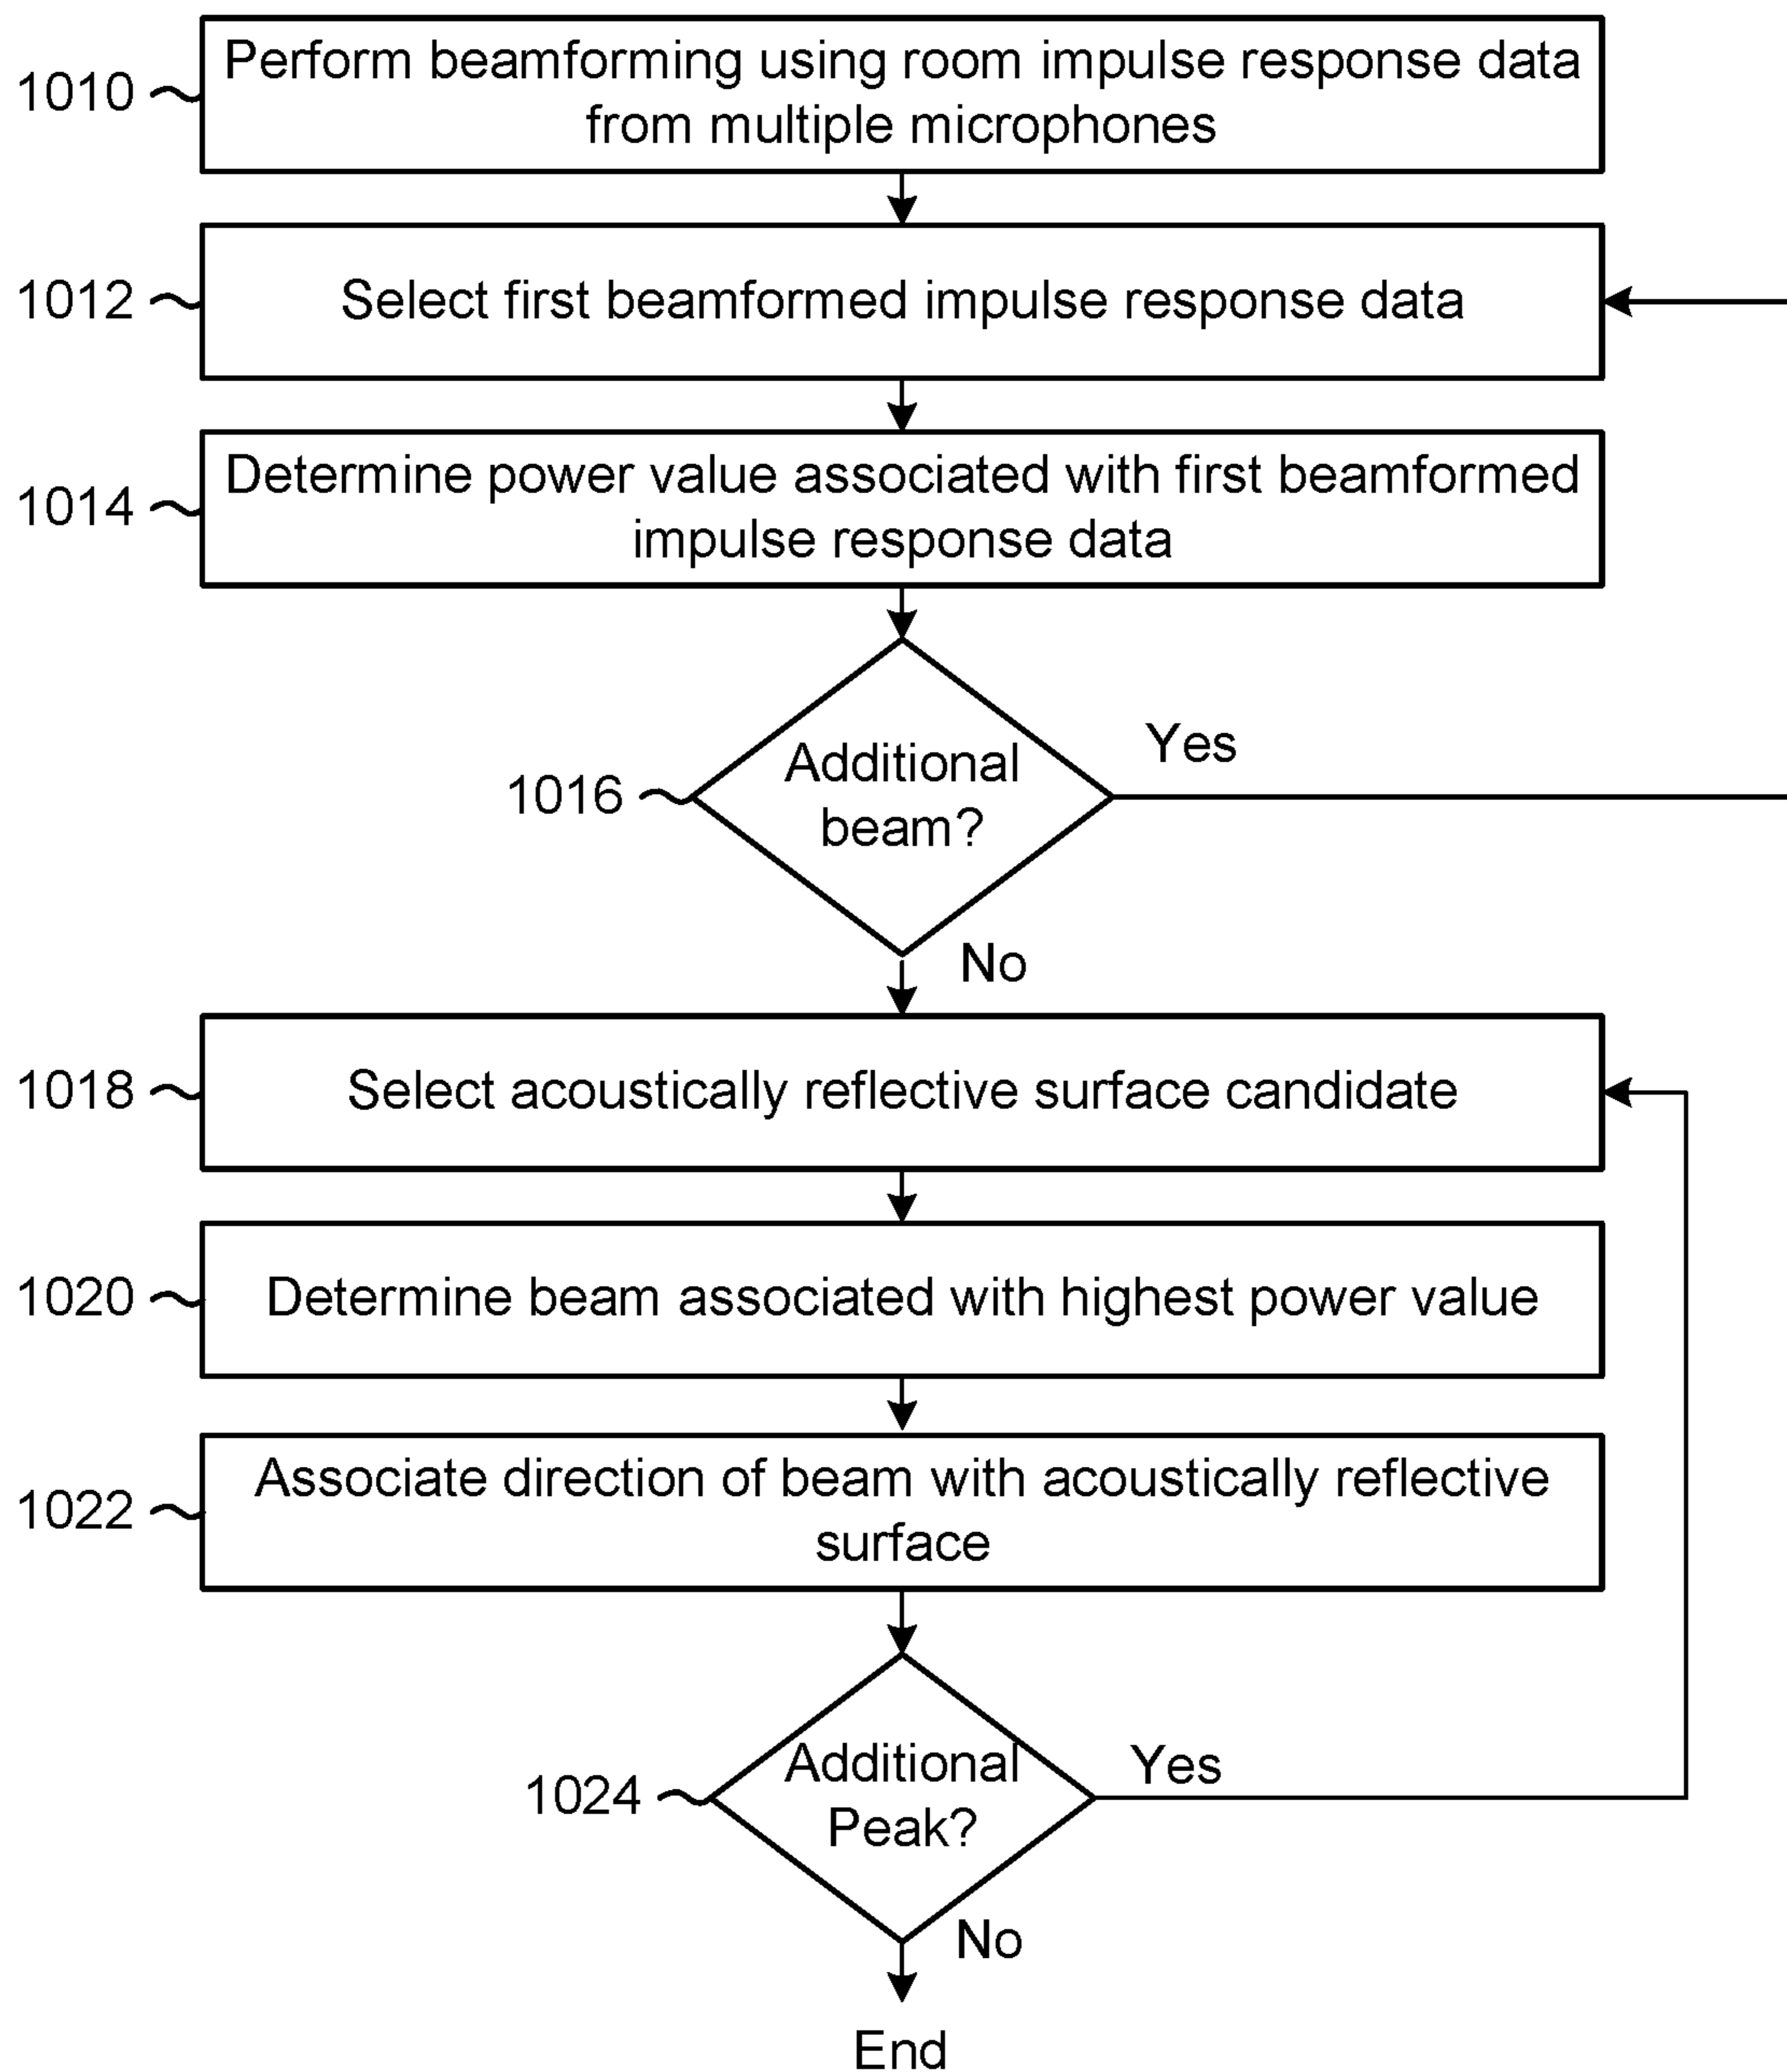 1010
Perform beamforming using room impulse response data
from multiple microphones
1012
Select first beamformed impulse response data
1014
Determine power value associated with first beamformed
impulse response data
1016
Additional
beam?
Yes
No
1018
Select acoustically reflective surface candidate
1020
Determine beam associated with highest power value
1022
Associate direction of beam with acoustically reflective
surface
1024
Additional
Peak?
Yes
No
End